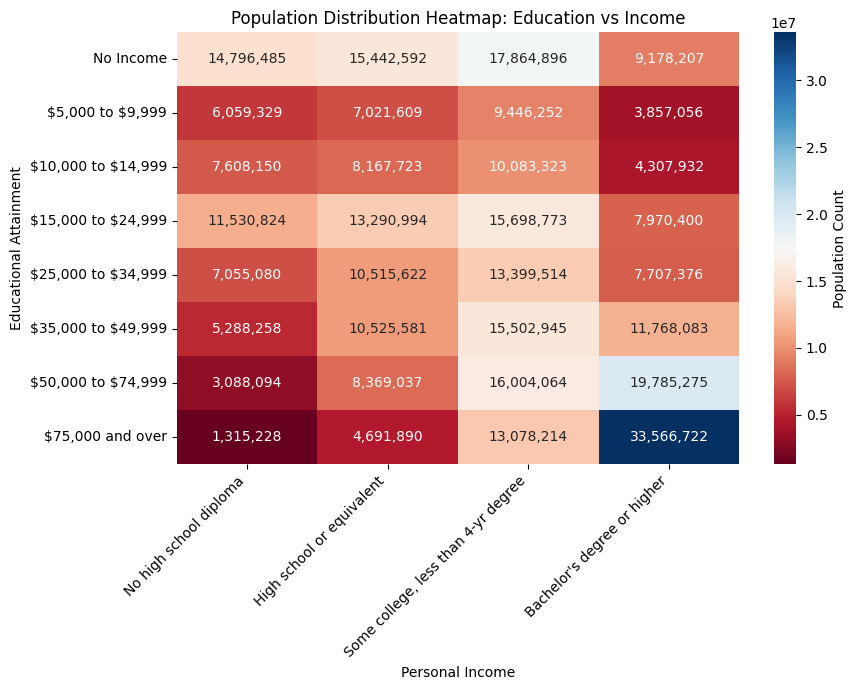 Population Distribution Heatmap: Education vs Income
1e7
No Income 14,796,485 15,442,592 17,864,896 9,178,207
$5,000 to $9,999 6,059,329 7,021,609 9,446,252 3,857,056
$10,000 to $14,999 7,608,150 8,167,723 10,083,323 4,307,932
$15,000 to $24,999 11,530,824 13,290,994 15,698,773 7,970,400
$25,000 to $34,999 7,055,080 10,515,622 13,399,514 7,707,376
$35,000 to $49,999 5,288,258 10,525,581 15,502,945 11,768,083
$50,000 to $74,999 3,088,094 8,369,037 16,004,064 19,785,275
$75,000 and over 1,315,228 4,691,890 13,078,214 33,566,722
Educational Attainment
No high school diploma
High school or equivalent
Some college, less than 4-yr degree
Bachelor's degree or higher
Personal Income
3.0
2.5
2.0
1.5
1.0
0.5
Population Count